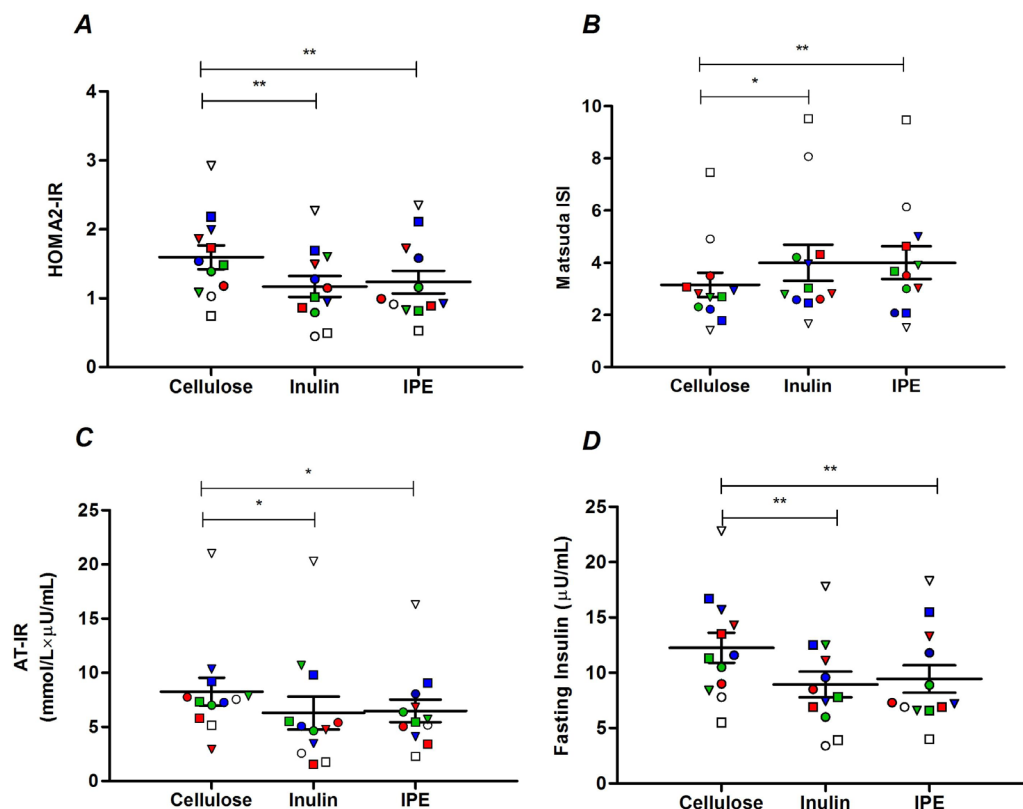 A
**
**
HOMA2-IR
4
3
2
1
0
Cellulose Inulin IPE
B
**
*
Matsuda ISI
10
8
6
4
2
0
Cellulose Inulin IPE
C
*
*
AT-IR
(mmol/L×μU/mL)
25
20
15
10
5
0
Cellulose Inulin IPE
D
**
**
Fasting Insulin (μU/mL)
25
20
15
10
5
0
Cellulose Inulin IPE